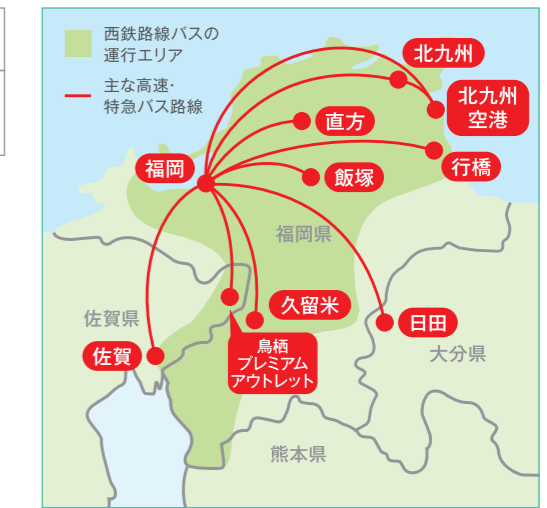 西鉄路線バスの
運行エリア
主な高速・
特急バス路線
北九州
北九州
空港
直方
行橋
福岡
飯塚
福岡県
久留米
日田
佐賀県
佐賀
鳥栖
プレミアム
アウトレット
大分県
熊本県